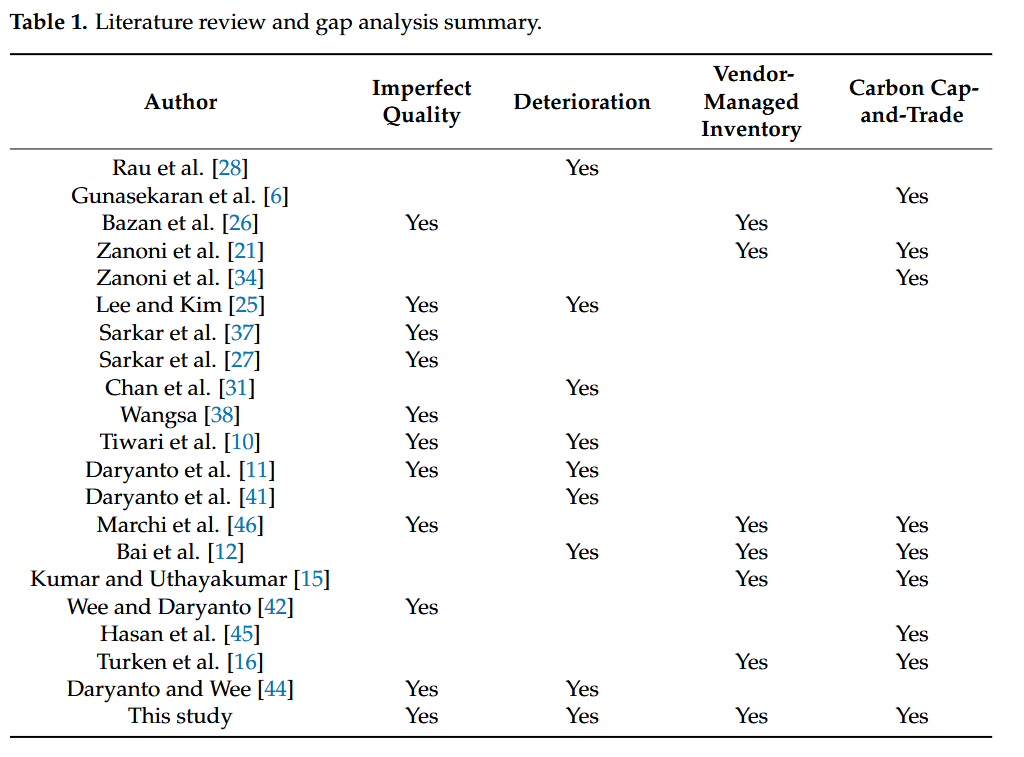 Table 1. Literature review and gap analysis summary.
Author Imperfect Quality Deterioration Vendor-Managed Inventory Carbon Cap-and-Trade
Rau et al. [28] Yes
Gunasekaran et al. [6] Yes
Bazan et al. [26] Yes Yes
Zanoni et al. [21] Yes Yes
Zanoni et al. [34] Yes
Lee and Kim [25] Yes Yes
Sarkar et al. [37] Yes
Sarkar et al. [27] Yes
Chan et al. [31] Yes
Wangsa [38] Yes
Tiwari et al. [10] Yes Yes
Daryanto et al. [11] Yes Yes
Daryanto et al. [41] Yes
Marchi et al. [46] Yes Yes Yes
Bai et al. [12] Yes Yes Yes
Kumar and Uthayakumar [15] Yes Yes
Wee and Daryanto [42] Yes
Hasan et al. [45] Yes
Turken et al. [16] Yes Yes
Daryanto and Wee [44] Yes Yes
This study Yes Yes Yes Yes